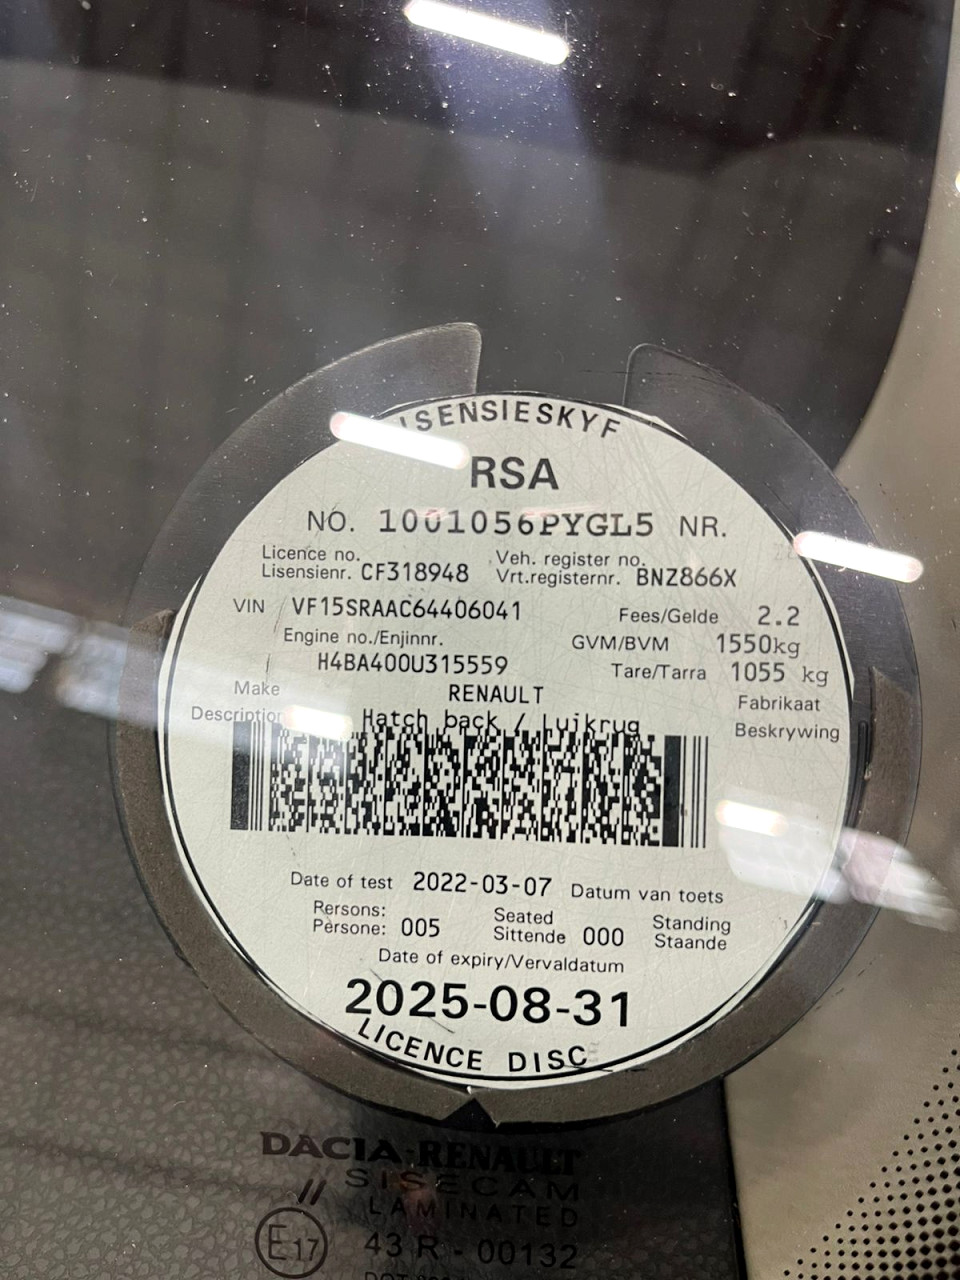 ISENSIESKYF
RSA
NO. 1001056PYGL5 NR.
Licence no. Veh. register no.
Lisensienr. CF318948 Vrt.registernr. BNZ866X
VIN VF15SRAAC64406041 Fees/Gelde 2.2
Engine no./Enjinnr. GVM/BVM 1550kg
H4BA400U315559 Tare/Tarra 1055 kg
Make RENAULT Fabrikaat
Description Hatch back / Luikrug Beskrywing
Date of test 2022-03-07 Datum van toets
Persons: Seated Standing
Persone: 005 Sittende 000 Staande
Date of expiry/Vervaldatum
2025-08-31
LICENCE DISC
DACIA-RENAULT
SISECAM
// LAMINATED
E17 43 R - 00132